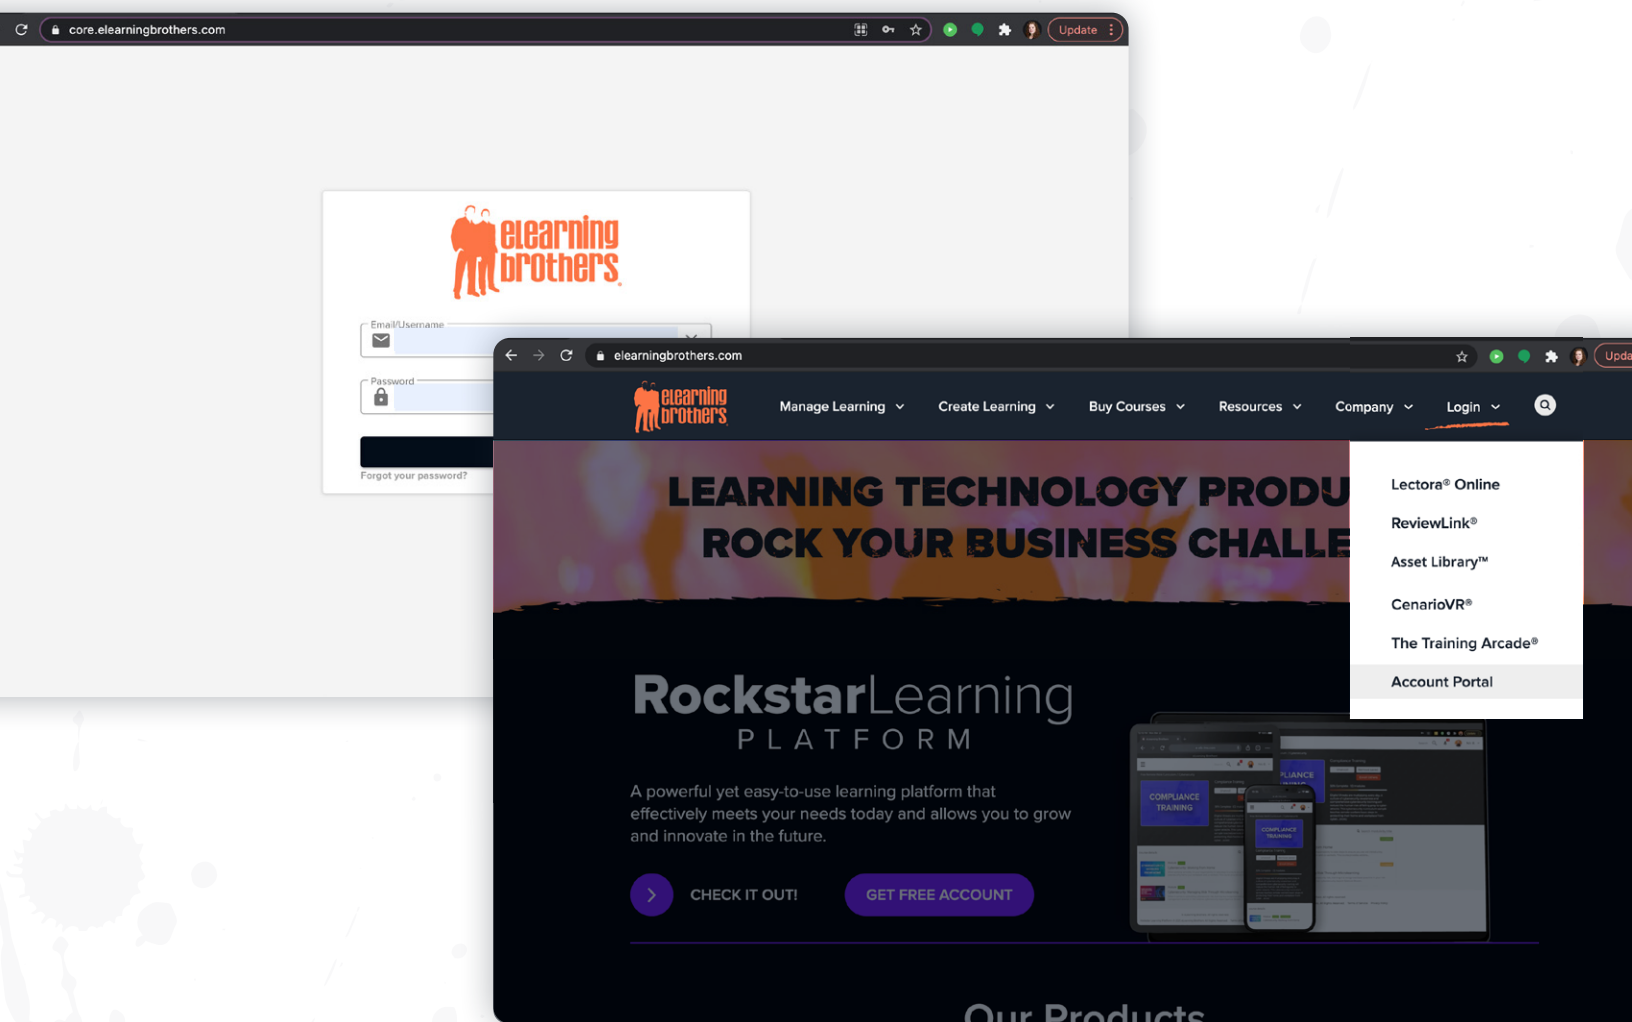 core.elearningbrothers.com
Update
elearning
brothers
Email/Username
Password
Forgot your password?
elearningbrothers.com
elearning
brothers
Manage Learning
Create Learning
Buy Courses
Resources
Company
Login
LEARNING TECHNOLOGY PRODU
ROCK YOUR BUSINESS CHALLE
Lectora® Online
ReviewLink®
Asset Library™
CenarioVR®
The Training Arcade®
Account Portal
RockstarLearning
PLATFORM
A powerful yet easy-to-use learning platform that
effectively meets your needs today and allows you to grow
and innovate in the future.
CHECK IT OUT!
GET FREE ACCOUNT
COMPLIANCE
TRAINING
COMPLIANCE
TRAINING
Our Products